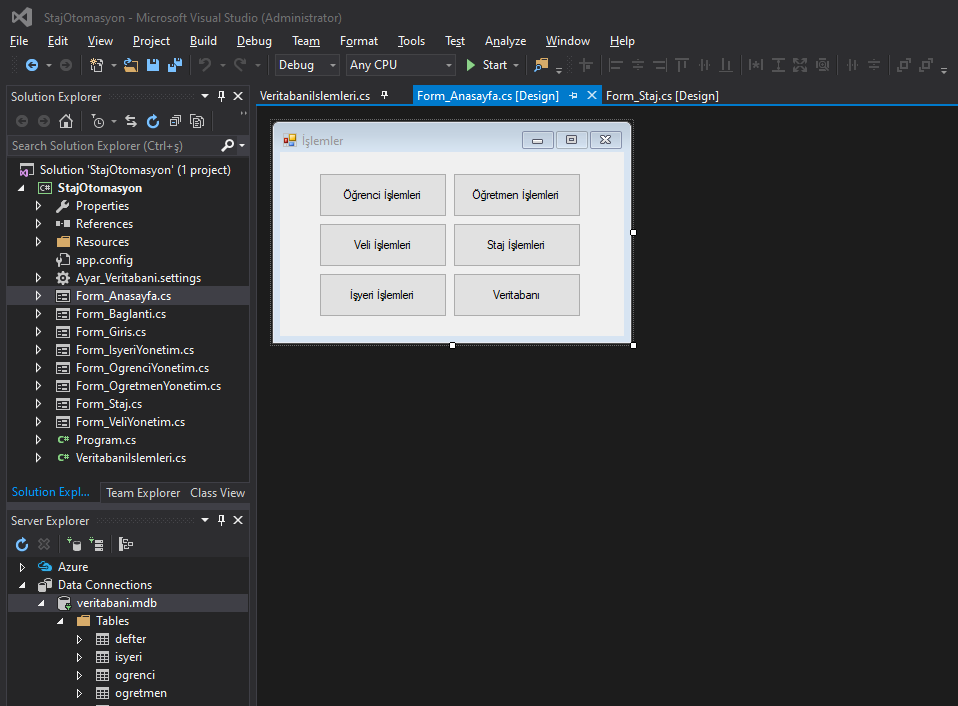 StajOtomasyon - Microsoft Visual Studio (Administrator)
File Edit View Project Build Debug Team Format Tools Test Analyze Window Help
Debug Any CPU Start
Solution Explorer
VeritabaniIslemleri.cs Form_Anasayfa.cs [Design] Form_Staj.cs [Design]
Search Solution Explorer (Ctrl+ş)
Solution 'StajOtomasyon' (1 project)
C# StajOtomasyon
Properties
References
Resources
app.config
Ayar_Veritabani.settings
Form_Anasayfa.cs
Form_Baglanti.cs
Form_Giris.cs
Form_IsyeriYonetim.cs
Form_OgrenciYonetim.cs
Form_OgretmenYonetim.cs
Form_Staj.cs
Form_VeliYonetim.cs
C# Program.cs
C# VeritabaniIslemleri.cs
Solution Expl... Team Explorer Class View
Server Explorer
Azure
Data Connections
veritabani.mdb
Tables
defter
isyeri
ogrenci
ogretmen
İşlemler
Öğrenci İşlemleri Öğretmen İşlemleri
Veli İşlemleri Staj İşlemleri
İşyeri İşlemleri Veritabanı